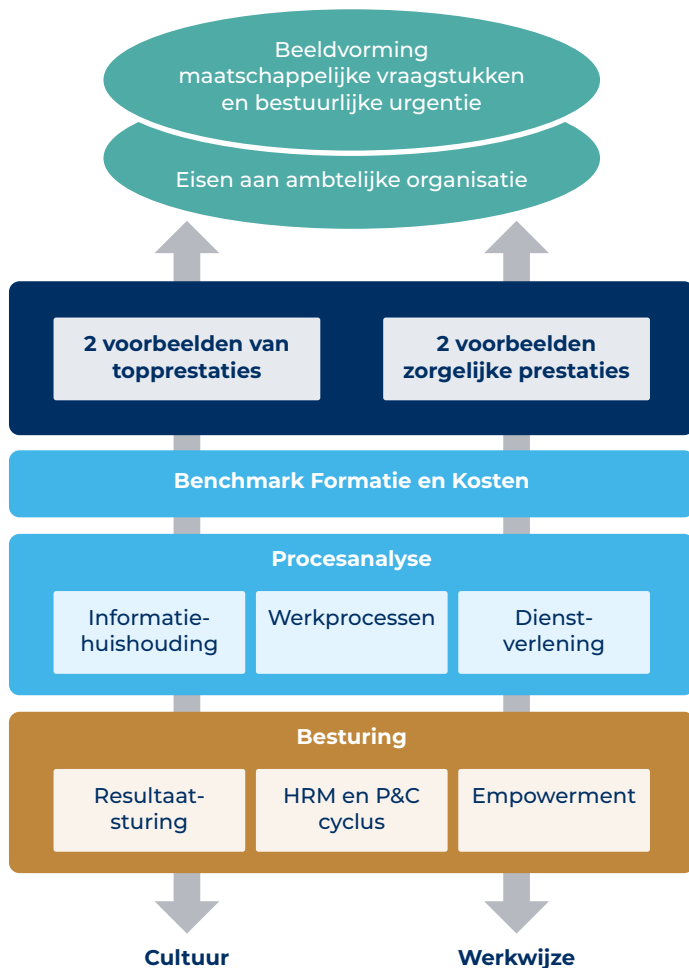 Beeldvorming
maatschappelijke vraagstukken
en bestuurlijke urgentie
Eisen aan ambtelijke organisatie
2 voorbeelden van
topprestaties
2 voorbeelden
zorgelijke prestaties
Benchmark Formatie en Kosten
Procesanalyse
Informatie-
huishouding
Werkprocessen
Dienst-
verlening
Besturing
Resultaat-
sturing
HRM en P&C
cyclus
Empowerment
Cultuur
Werkwijze